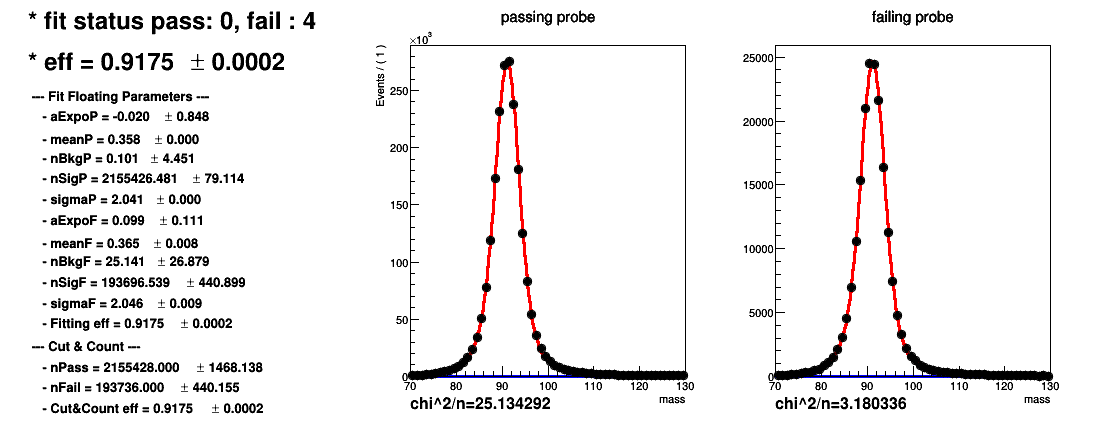 * fit status pass: 0, fail : 4
* eff = 0.9175 ± 0.0002
--- Fit Floating Parameters ---
- aExpoP = -0.020 ± 0.848
- meanP = 0.358 ± 0.000
- nBkgP = 0.101 ± 4.451
- nSigP = 2155426.481 ± 79.114
- sigmaP = 2.041 ± 0.000
- aExpoF = 0.099 ± 0.111
- meanF = 0.365 ± 0.008
- nBkgF = 25.141 ± 26.879
- nSigF = 193696.539 ± 440.899
- sigmaF = 2.046 ± 0.009
- Fitting eff = 0.9175 ± 0.0002
--- Cut & Count ---
- nPass = 2155428.000 ± 1468.138
- nFail = 193736.000 ± 440.155
- Cut&Count eff = 0.9175 ± 0.0002
passing probe
×10³
Events / ( 1 )
250
200
150
100
50
0
70 80 90 100 110 120 130
mass
chi^2/n=25.134292
failing probe
25000
20000
15000
10000
5000
0
70 80 90 100 110 120 130
mass
chi^2/n=3.180336